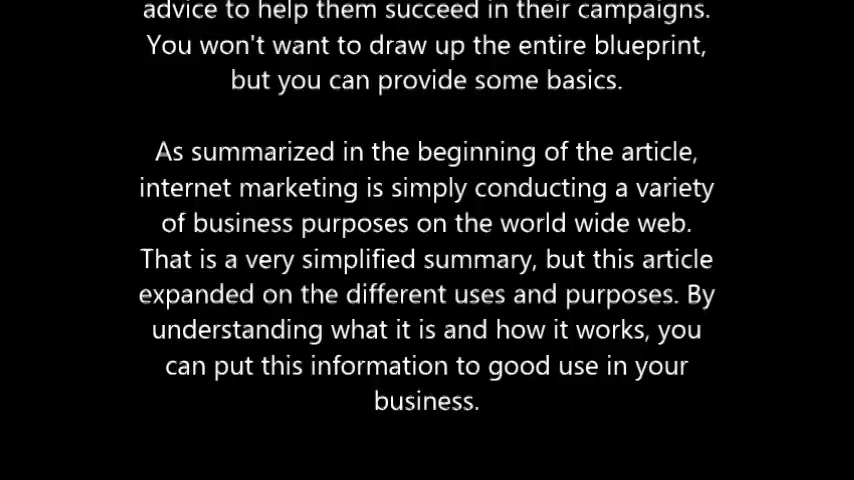 advice to help them succeed in their campaigns.
You won't want to draw up the entire blueprint,
but you can provide some basics.
As summarized in the beginning of the article,
internet marketing is simply conducting a variety
of business purposes on the world wide web.
That is a very simplified summary, but this article
expanded on the different uses and purposes. By
understanding what it is and how it works, you
can put this information to good use in your
business.